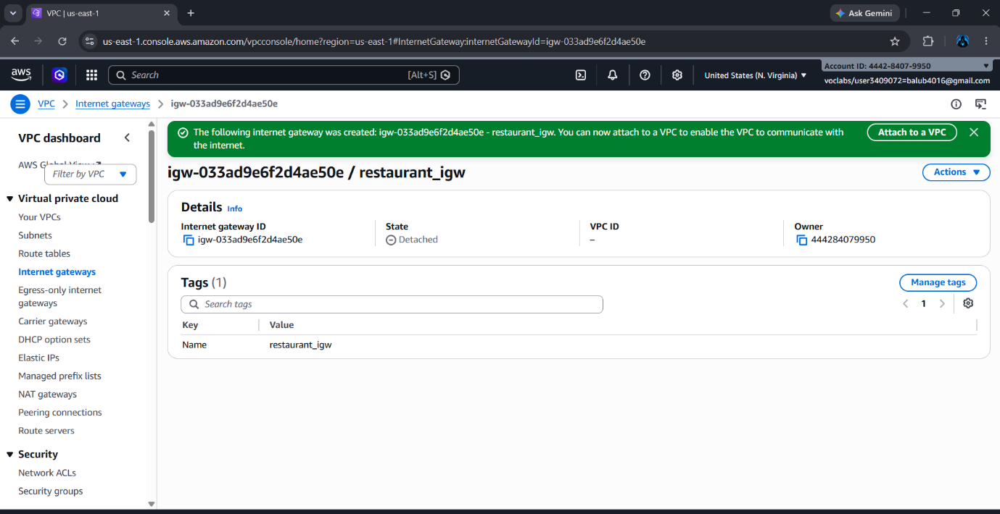 VPC | us-east-1
Ask Gemini
us-east-1.console.aws.amazon.com/vpcconsole/home?region=us-east-1#InternetGateway:internetGatewayId=igw-033ad9e6f2d4ae50e
aws
Search
[Alt+S]
United States (N. Virginia)
Account ID: 4442-8407-9950
voclabs/user3409072=balub4016@gmail.com
VPC
Internet gateways
igw-033ad9e6f2d4ae50e
VPC dashboard
AWS Global View
Filter by VPC
Virtual private cloud
Your VPCs
Subnets
Route tables
Internet gateways
Egress-only internet
gateways
Carrier gateways
DHCP option sets
Elastic IPs
Managed prefix lists
NAT gateways
Peering connections
Route servers
Security
Network ACLs
Security groups
The following internet gateway was created: igw-033ad9e6f2d4ae50e - restaurant_igw. You can now attach to a VPC to enable the VPC to communicate with
the internet.
Attach to a VPC
igw-033ad9e6f2d4ae50e / restaurant_igw
Actions
Details Info
Internet gateway ID
igw-033ad9e6f2d4ae50e
State
Detached
VPC ID
–
Owner
444284079950
Tags (1)
Manage tags
Search tags
1
Key Value
Name restaurant_igw